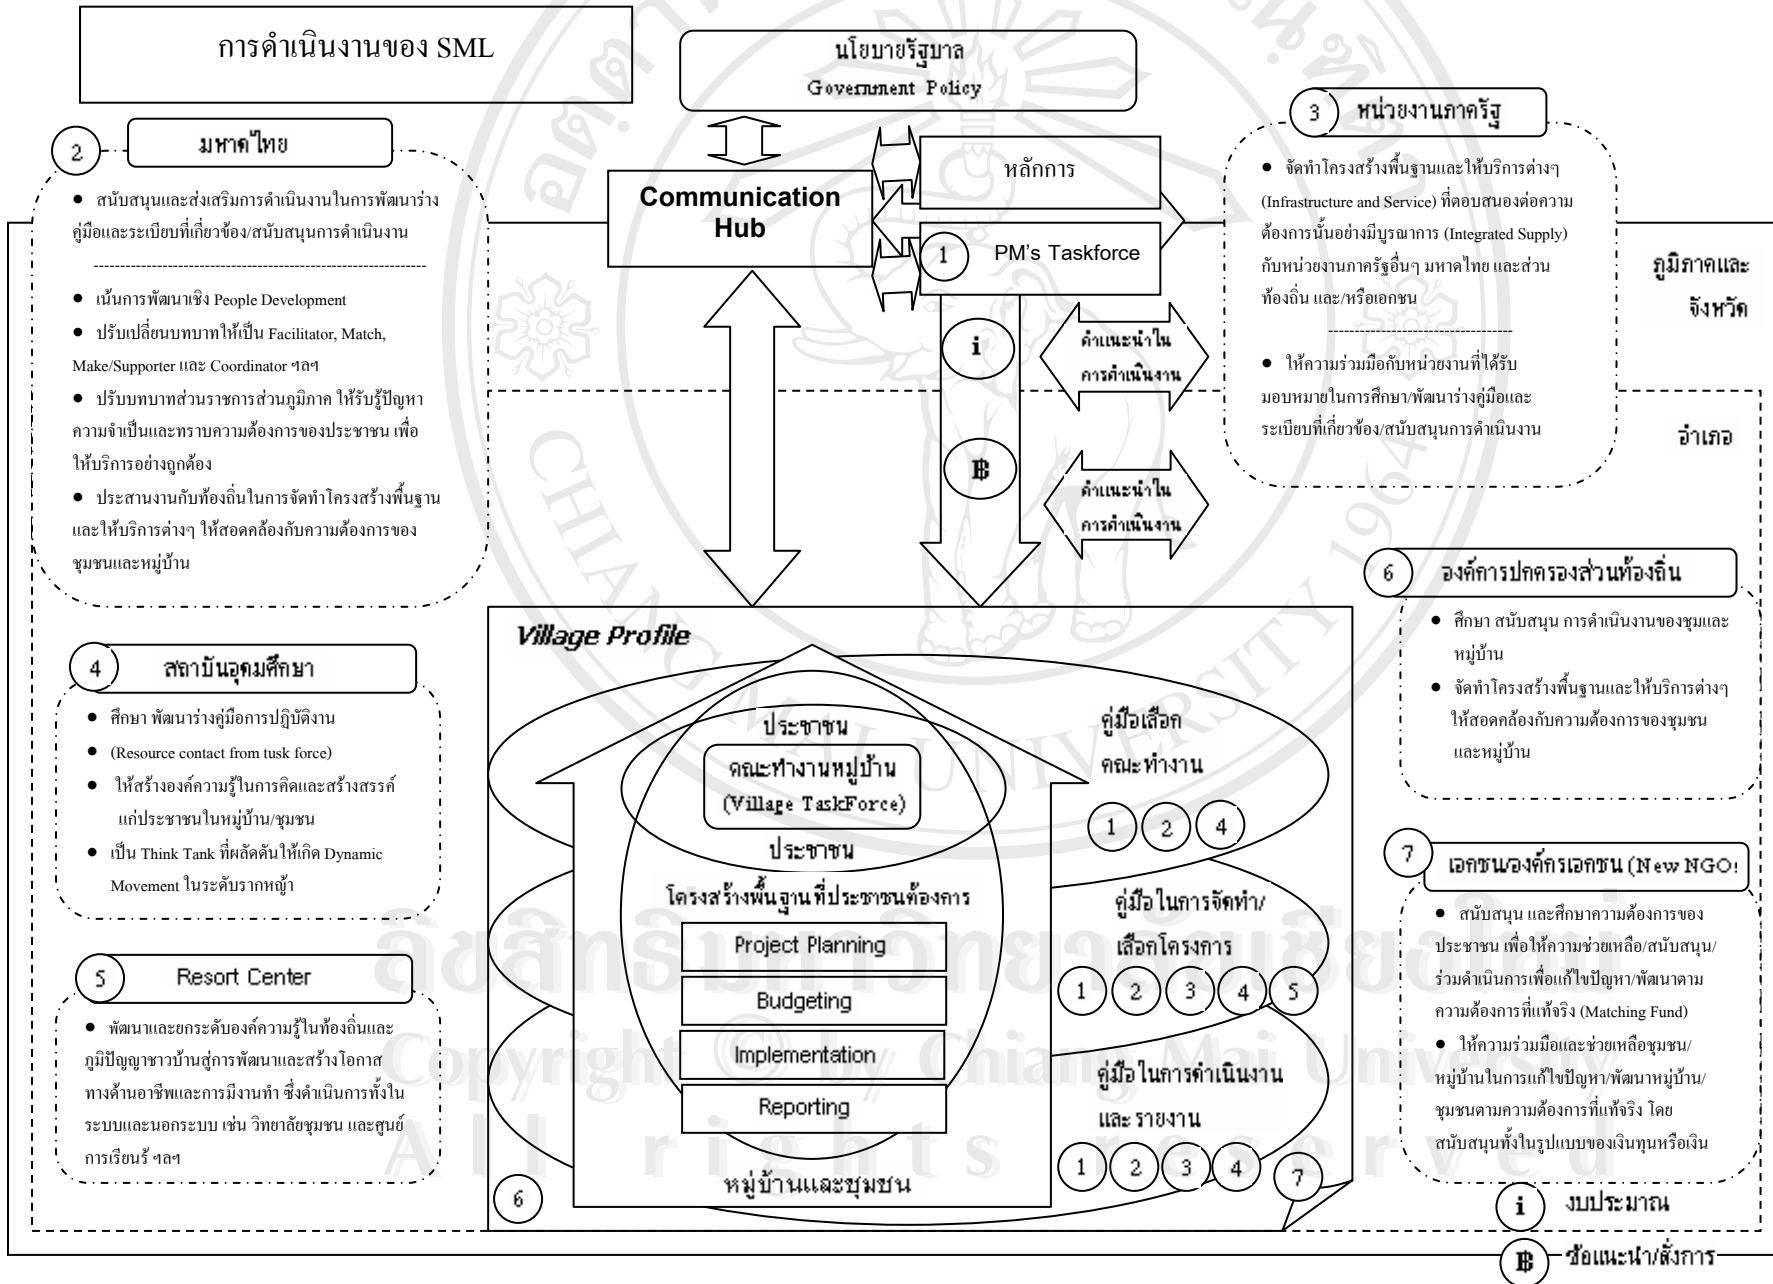 การดำเนินงานของ SML
นโยบายรัฐบาล
Government Policy
2
มหาดไทย
● สนับสนุนและส่งเสริมการดำเนินงานในการพัฒนาร่าง
คู่มือและระเบียบที่เกี่ยวข้อง/สนับสนุนการดำเนินงาน
● เน้นการพัฒนาเชิง People Development
● ปรับเปลี่ยนบทบาทให้เป็น Facilitator, Match,
Make/Supporter และ Coordinator ฯลฯ
● ปรับบทบาทส่วนราชการส่วนภูมิภาค ให้รับรู้ปัญหา
ความจำเป็นและทราบความต้องการของประชาชน เพื่อ
ให้บริการอย่างถูกต้อง
● ประสานงานกับท้องถิ่นในการจัดทำโครงสร้างพื้นฐาน
และให้บริการต่างๆ ให้สอดคล้องกับความต้องการของ
ชุมชนและหมู่บ้าน
Communication
Hub
หลักการ
1 PM's Taskforce
i
฿
คำแนะนำใน
การดำเนินงาน
คำแนะนำใน
การดำเนินงาน
3
หน่วยงานภาครัฐ
● จัดทำโครงสร้างพื้นฐานและให้บริการต่างๆ
(Infrastructure and Service) ที่ตอบสนองต่อความ
ต้องการนั้นอย่างมีบูรณาการ (Integrated Supply)
กับหน่วยงานภาครัฐอื่นๆ มหาดไทย และส่วน
ท้องถิ่น และ/หรือเอกชน
● ให้ความร่วมมือกับหน่วยงานที่ได้รับ
มอบหมายในการศึกษา/พัฒนาร่างคู่มือและ
ระเบียบที่เกี่ยวข้อง/สนับสนุนการดำเนินงาน
ภูมิภาคและ
จังหวัด
อำเภอ
4
สถาบันอุดมศึกษา
● ศึกษา พัฒนาร่างคู่มือการปฏิบัติงาน
● (Resource contact from tusk force)
● ให้สร้างองค์ความรู้ในการคิดและสร้างสรรค์
แก่ประชาชนในหมู่บ้าน/ชุมชน
● เป็น Think Tank ที่ผลัดดันให้เกิด Dynamic
Movement ในระดับรากหญ้า
5
Resort Center
● พัฒนาและยกระดับองค์ความรู้ในท้องถิ่นและ
ภูมิปัญญาชาวบ้านสู่การพัฒนาและสร้างโอกาส
ทางด้านอาชีพและการมีงานทำ ซึ่งดำเนินการทั้งใน
ระบบและนอกระบบ เช่น วิทยาลัยชุมชน และศูนย์
การเรียนรู้ ฯลฯ
Village Profile
ประชาชน
คณะทำงานหมู่บ้าน
(Village TaskForce)
ประชาชน
โครงสร้างพื้นฐานที่ประชาชนต้องการ
Project Planning
Budgeting
Implementation
Reporting
หมู่บ้านและชุมชน
คู่มือเลือก
คณะทำงาน
1 2 4
คู่มือในการจัดทำ/
เลือกโครงการ
1 2 3 4 5
คู่มือในการดำเนินงาน
และ รายงาน
1 2 3 4
6
7
6
องค์การปกครองส่วนท้องถิ่น
● ศึกษา สนับสนุน การดำเนินงานของชุมและ
หมู่บ้าน
● จัดทำโครงสร้างพื้นฐานและให้บริการต่างๆ
ให้สอดคล้องกับความต้องการของชุมชน
และหมู่บ้าน
7
เอกชน/องค์กรเอกชน (New NGO
● สนับสนุน และศึกษาความต้องการของ
ประชาชน เพื่อให้ความช่วยเหลือ/สนับสนุน/
ร่วมดำเนินการเพื่อแก้ไขปัญหา/พัฒนาตาม
ความต้องการที่แท้จริง (Matching Fund)
● ให้ความร่วมมือและช่วยเหลือชุมชน/
หมู่บ้านในการแก้ไขปัญหา/พัฒนาหมู่บ้าน/
ชุมชนตามความต้องการที่แท้จริง โดย
สนับสนุนทั้งในรูปแบบของเงินทุนหรือเงิน
i งบประมาณ
฿ ข้อแนะนำ/สั่งการ
CHIANG MAI UNIVERSITY 1964
ลิขสิทธิ์มหาวิทยาลัยเชียงใหม่
Copyright © by Chiang Mai University
All rights reserved